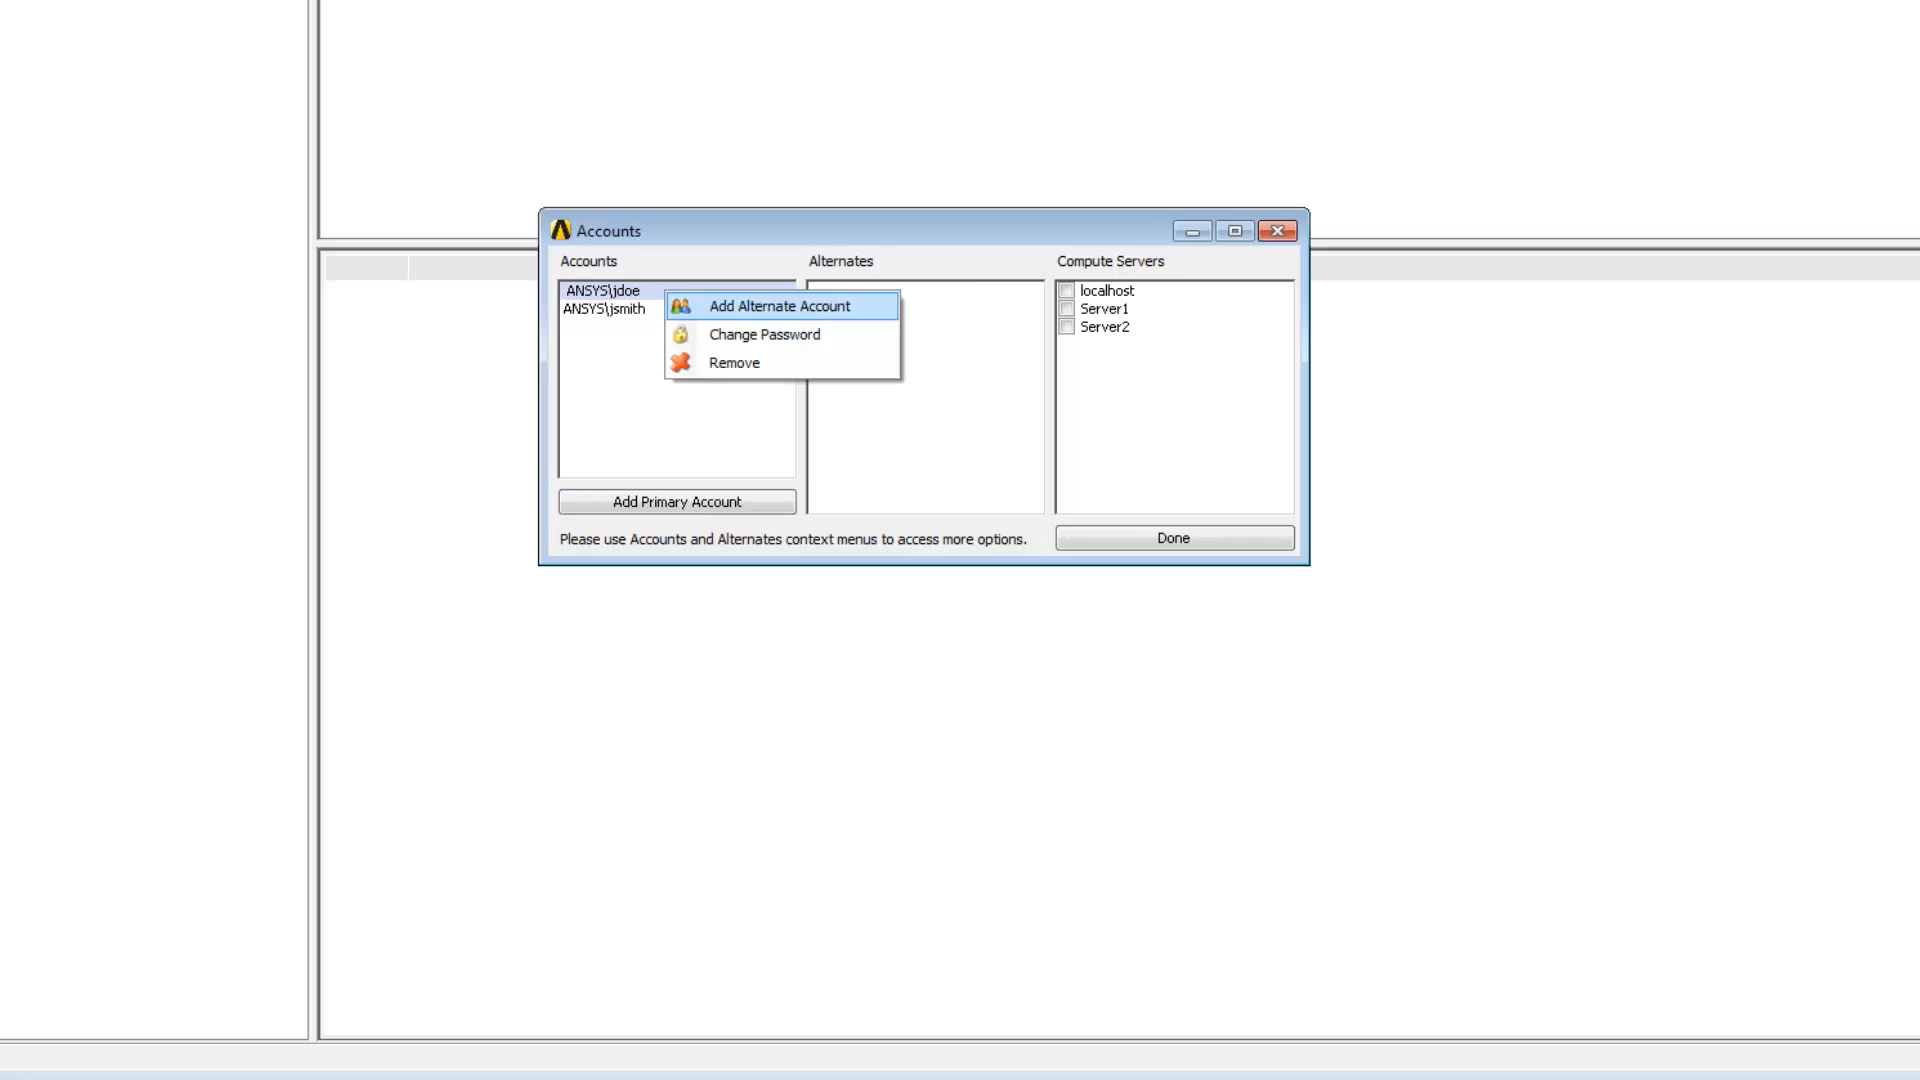 Accounts
Accounts
Alternates
Compute Servers
ANSYS\jdoe
ANSYS\jsmith
Add Alternate Account
Change Password
Remove
localhost
Server1
Server2
Add Primary Account
Please use Accounts and Alternates context menus to access more options.
Done